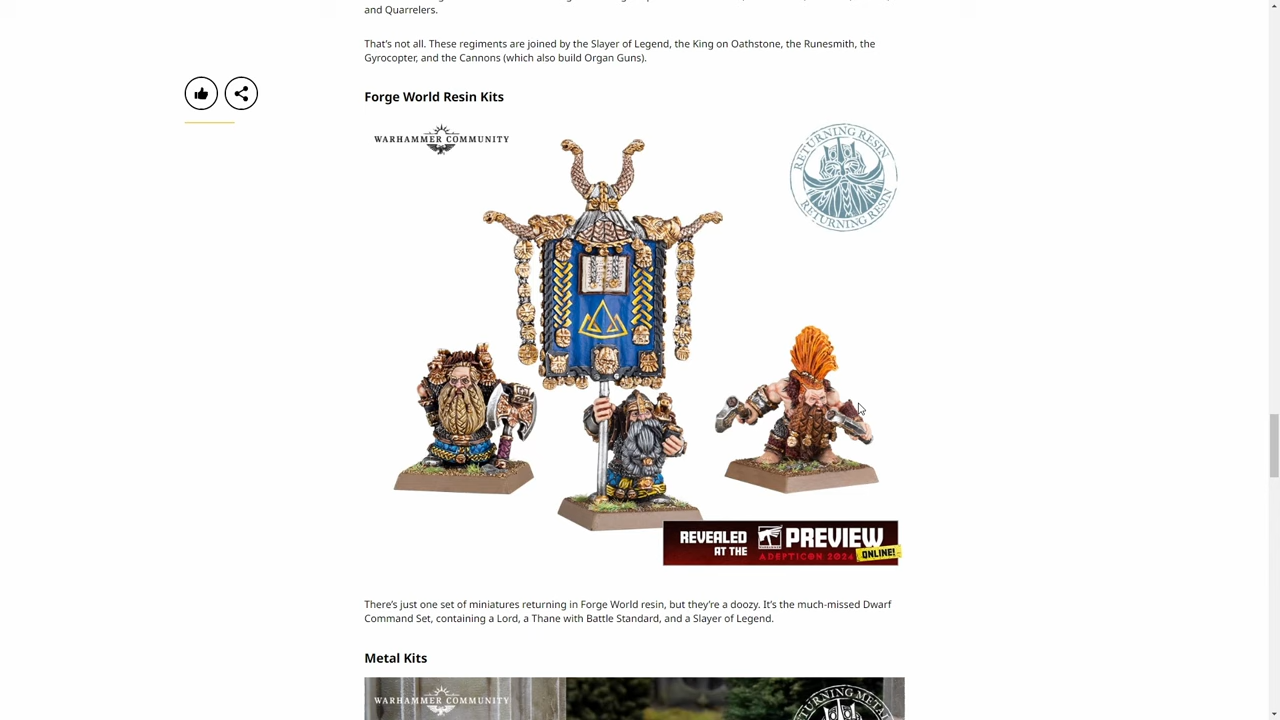 and Quarrelers.
That’s not all. These regiments are joined by the Slayer of Legend, the King on Oathstone, the Runesmith, the
Gyrocopter, and the Cannons (which also build Organ Guns).
Forge World Resin Kits
WARHAMMER COMMUNITY
RETURNING RESIN
RETURNING RESIN
REVEALED
AT THE
PREVIEW
ADEPTICON 2024
ONLINE!
There’s just one set of miniatures returning in Forge World resin, but they’re a doozy. It’s the much-missed Dwarf
Command Set, containing a Lord, a Thane with Battle Standard, and a Slayer of Legend.
Metal Kits
WARHAMMER COMMUNITY
RETURNING METAL